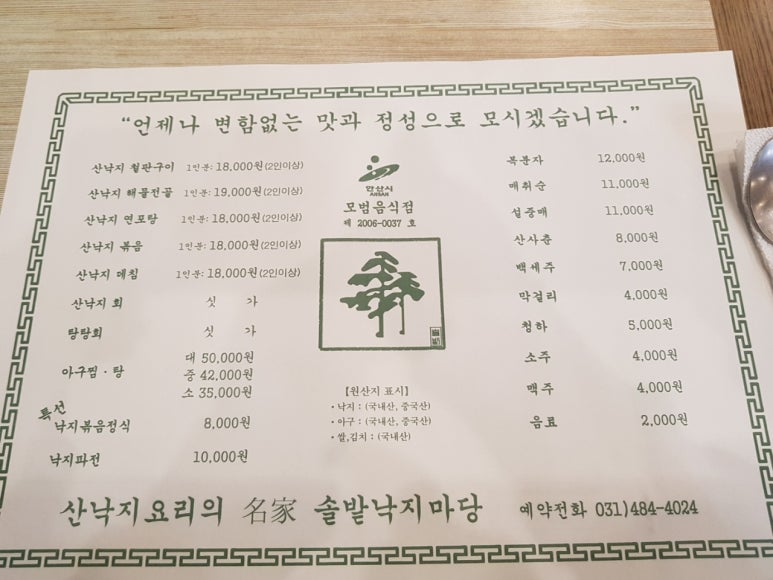 “언제나 변함없는 맛과 정성으로 모시겠습니다.”
산낙지 철판구이 1인분: 18,000원(2인이상)
산낙지 해물전골 1인분: 19,000원(2인이상)
산낙지 연포탕 1인분: 18,000원(2인이상)
산낙지 볶음 1인분: 18,000원(2인이상)
산낙지 데침 1인분: 18,000원(2인이상)
산낙지 회 싯 가
탕탕회 싯 가
아구찜 · 탕 대 50,000원
중 42,000원
소 35,000원
특선
낙지볶음정식 8,000원
낙지파전 10,000원
안산시
ANSAN
모범음식점
제 2006-0037 호
【원산지 표시】
· 낙지 : (국내산, 중국산)
· 아구 : (국내산, 중국산)
· 쌀,김치 : (국내산)
복분자 12,000원
매취순 11,000원
설중매 11,000원
산사춘 8,000원
백세주 7,000원
막걸리 4,000원
청하 5,000원
소주 4,000원
맥주 4,000원
음료 2,000원
산낙지요리의 名家 솔밭낙지마당 예약전화 031)484-4024